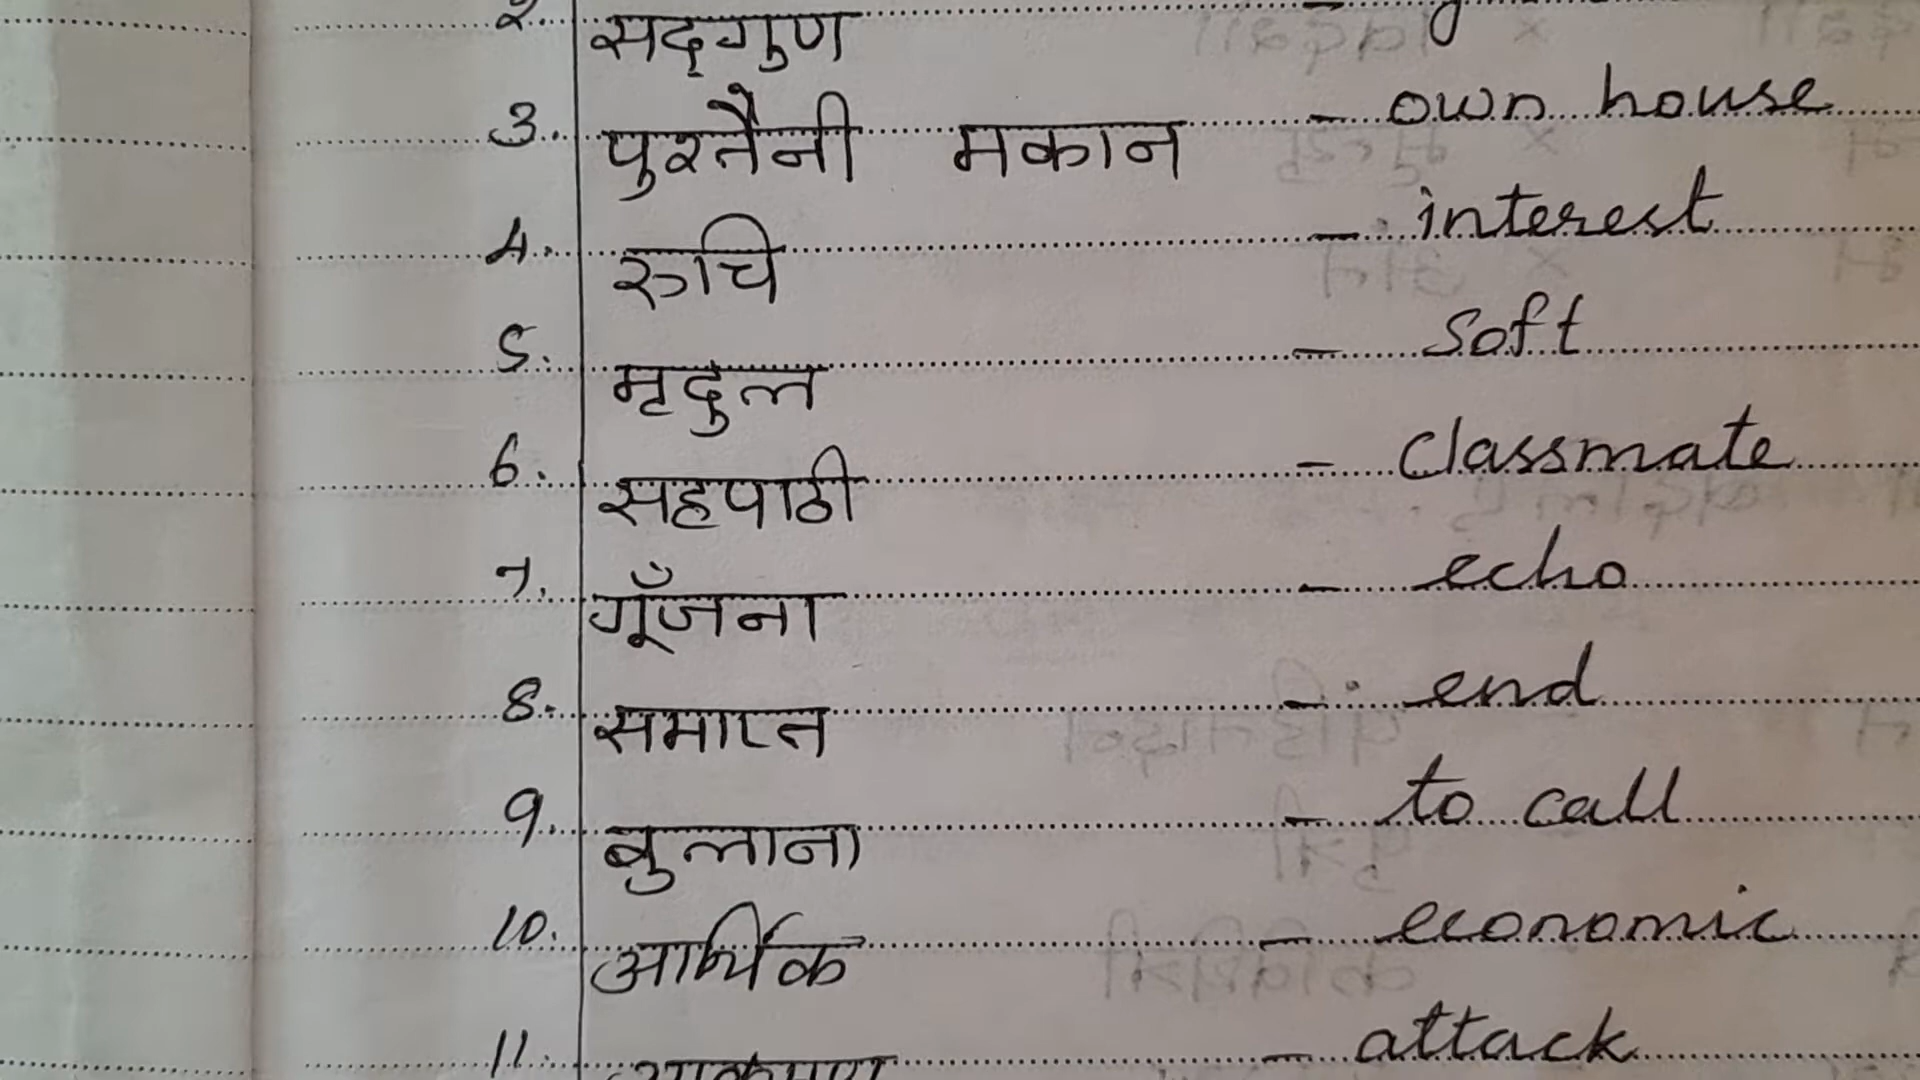 2. सद्गुण
3. पुश्तैनी मकान - own house
4. रुचि - interest
5. मृदुल - soft
6. सहपाठी - classmate
7. गूँजना - echo
8. समाप्त - end
9. बुलाना - to call
10. आर्थिक - economic
11. - attack